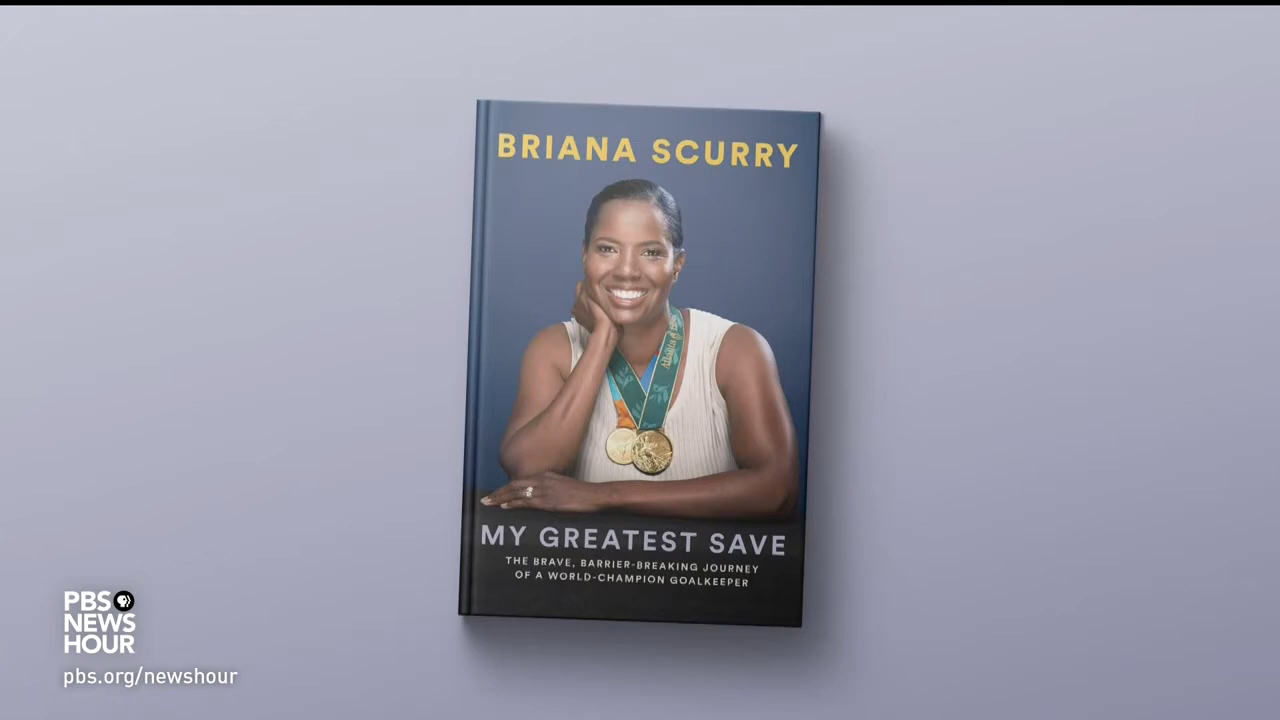 BRIANA SCURRY
Atlanta
MY GREATEST SAVE
THE BRAVE, BARRIER-BREAKING JOURNEY
OF A WORLD-CHAMPION GOALKEEPER
PBS
NEWS
HOUR
pbs.org/newshour